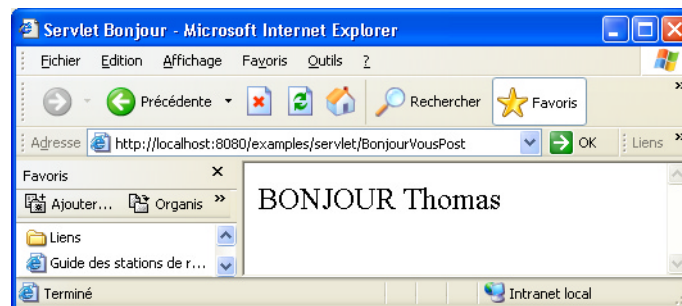 Servlet Bonjour - Microsoft Internet Explorer
Fichier Edition Affichage Favoris Outils ?
Précédente Rechercher Favoris »
Adresse http://localhost:8080/examples/servlet/BonjourVousPost OK Liens »
Favoris x
Ajouter... Organis »
BONJOUR Thomas
Liens
Guide des stations de r...
Terminé Intranet local